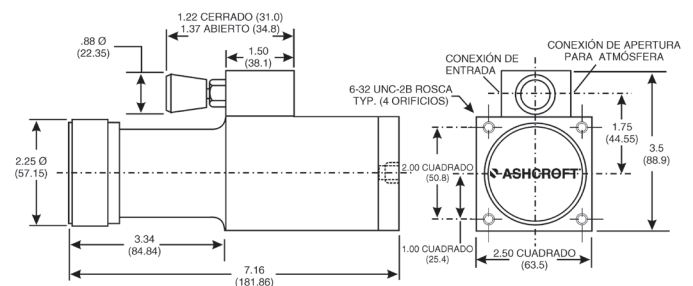 1.22 CERRADO (31.0)
1.37 ABIERTO (34.8)
.88 Ø
(22.35)
1.50
(38.1)
2.25 Ø
(57.15)
3.34
(84.84)
7.16
(181.86)
CONEXIÓN DE
ENTRADA
CONEXIÓN DE APERTURA
PARA ATMÓSFERA
6-32 UNC-2B ROSCA
TYP. (4 ORIFICIOS)
1.75
(44.55)
3.5
(88.9)
2.00 CUADRADO
(50.8)
ASHCROFT
1.00 CUADRADO
(25.4)
2.50 CUADRADO
(63.5)